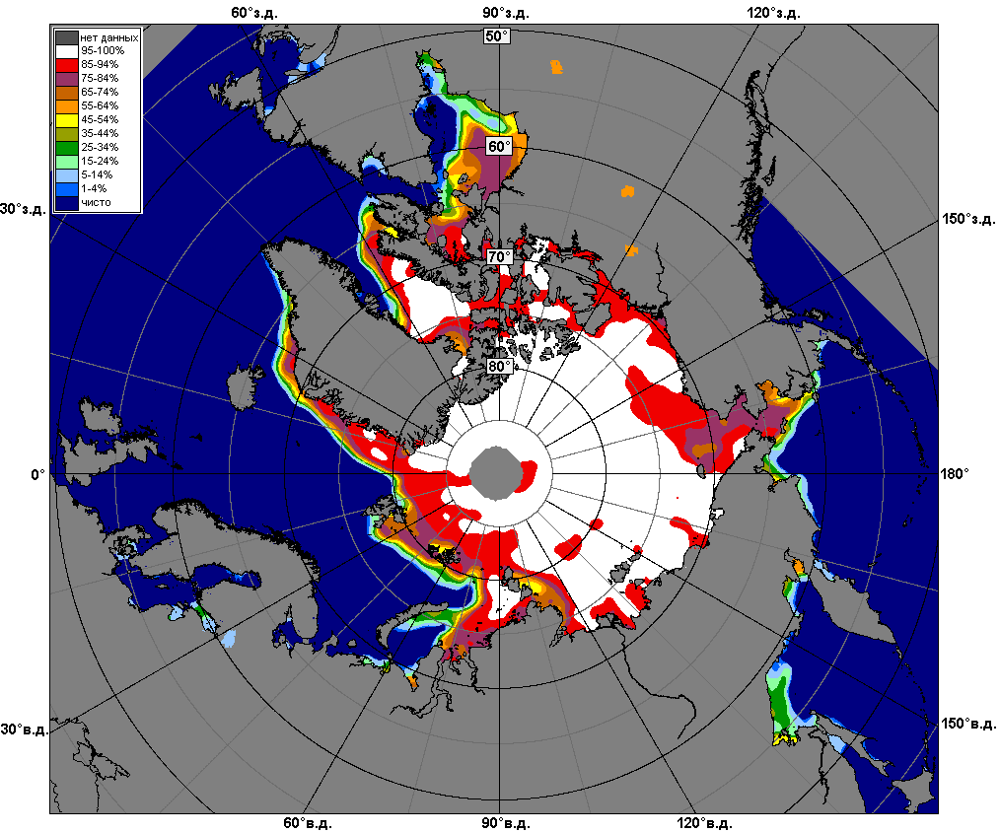 60°з.д.
90°з.д.
120°з.д.
нет данных
95-100%
85-94%
75-84%
65-74%
55-64%
45-54%
35-44%
25-34%
15-24%
5-14%
1-4%
чисто
50°
60°
70°
80°
30°з.д.
150°з.д.
0°
180°
30°в.д.
150°в.д.
60°в.д.
90°в.д.
120°в.д.